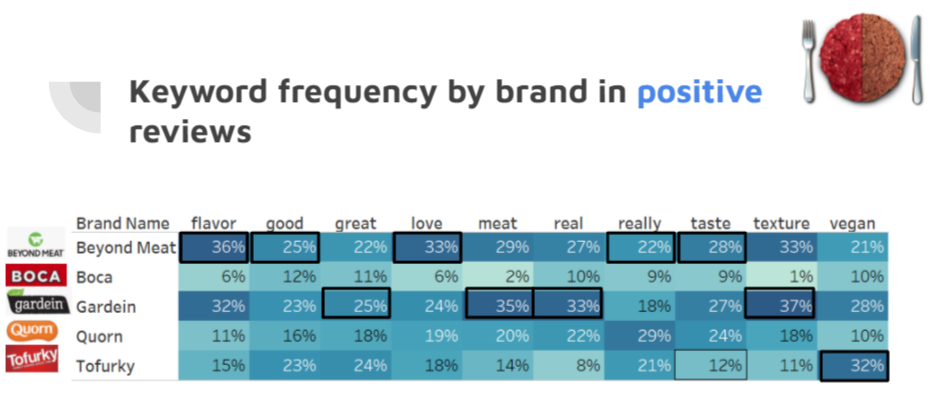 Keyword frequency by brand in positive
reviews
Brand Name flavor good great love meat real really taste texture vegan
BEYOND MEAT Beyond Meat 36% 25% 22% 33% 29% 27% 22% 28% 33% 21%
BOCA Boca 6% 12% 11% 6% 2% 10% 9% 9% 1% 10%
gardein Gardein 32% 23% 25% 24% 35% 33% 18% 27% 37% 28%
Quorn Quorn 11% 16% 18% 19% 20% 22% 29% 24% 18% 10%
Tofurky Tofurky 15% 23% 24% 18% 14% 8% 21% 12% 11% 32%